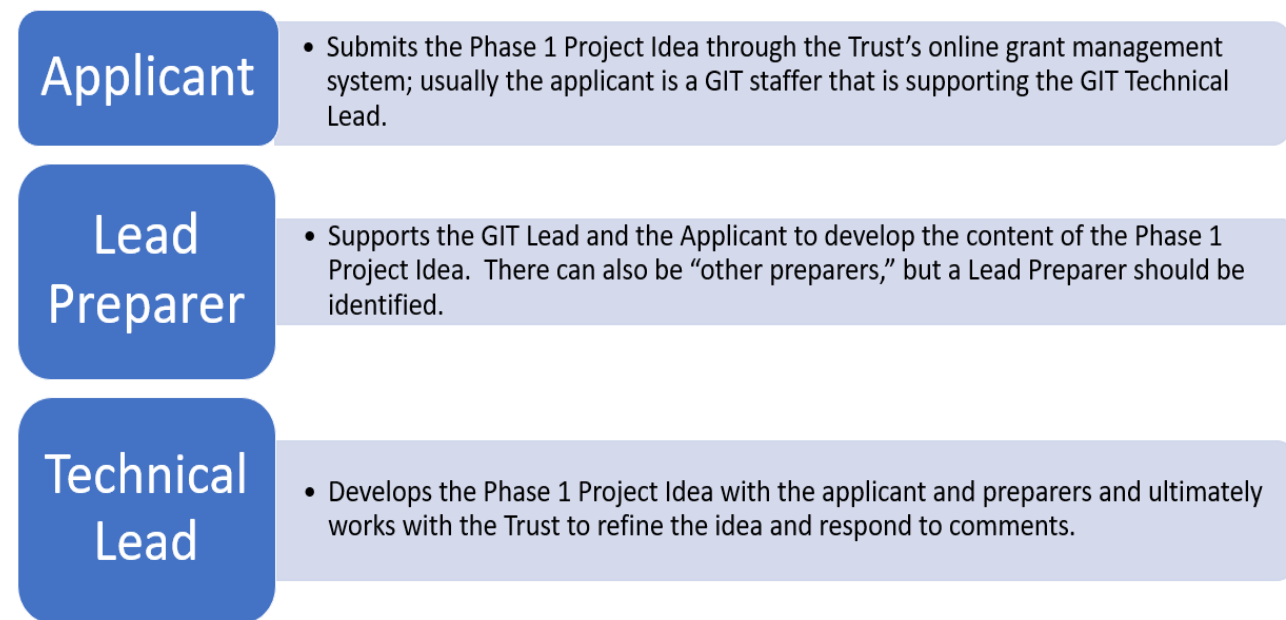 Applicant
• Submits the Phase 1 Project Idea through the Trust’s online grant management
system; usually the applicant is a GIT staffer that is supporting the GIT Technical
Lead.
Lead
Preparer
• Supports the GIT Lead and the Applicant to develop the content of the Phase 1
Project Idea.  There can also be “other preparers,” but a Lead Preparer should be
identified.
Technical
Lead
• Develops the Phase 1 Project Idea with the applicant and preparers and ultimately
works with the Trust to refine the idea and respond to comments.